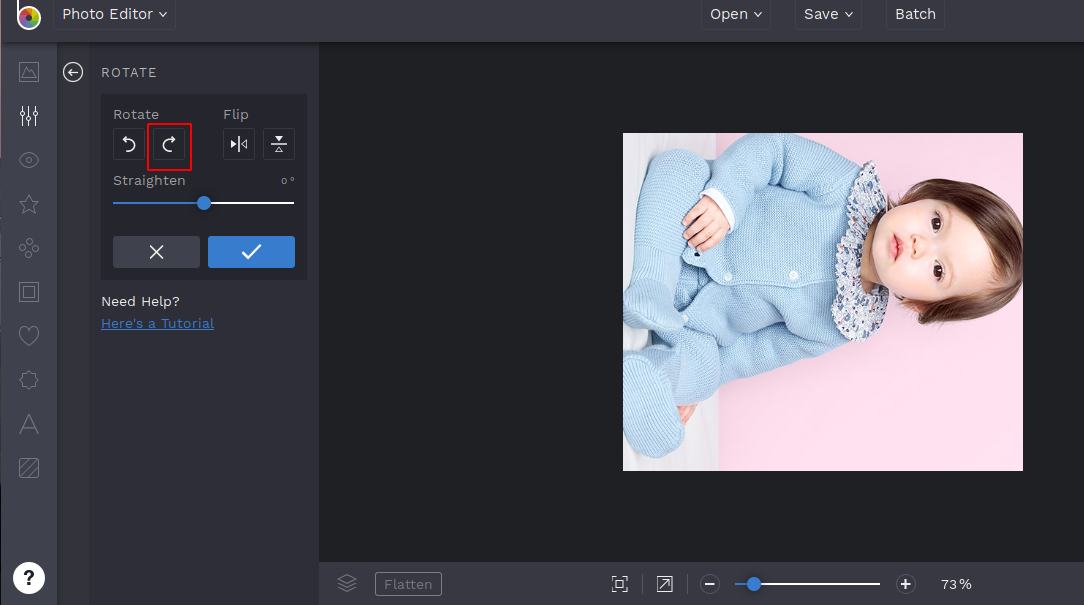 Photo Editor
Open
Save
Batch
ROTATE
Rotate
Flip
Straighten
0°
Need Help?
Here's a Tutorial
?
Flatten
73%